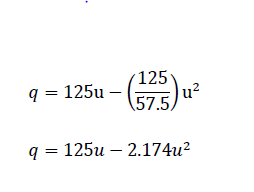 q = 125u − (125/57.5) u²
q = 125u − 2.174u²